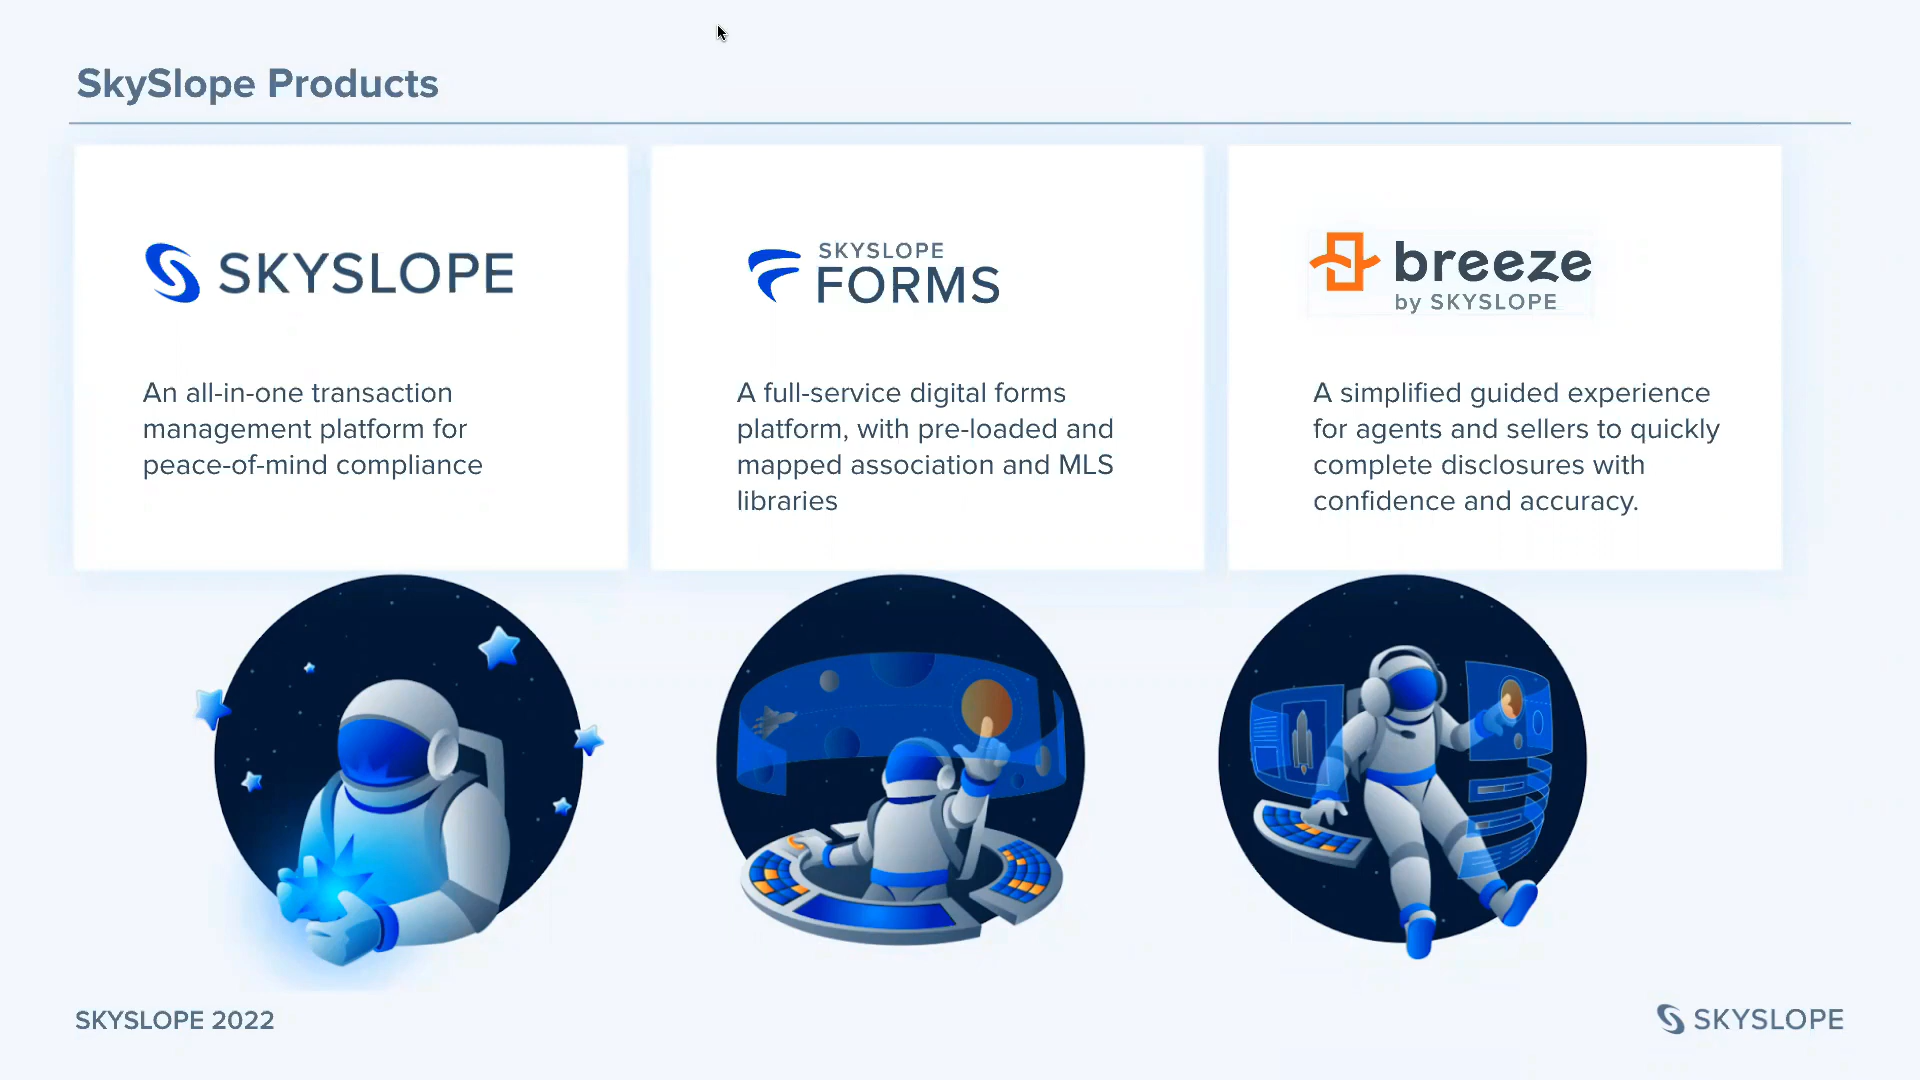 SkySlope Products
SKYSLOPE
An all-in-one transaction
management platform for
peace-of-mind compliance
SKYSLOPE
FORMS
A full-service digital forms
platform, with pre-loaded and
mapped association and MLS
libraries
breeze
by SKYSLOPE
A simplified guided experience
for agents and sellers to quickly
complete disclosures with
confidence and accuracy.
SKYSLOPE 2022
SKYSLOPE